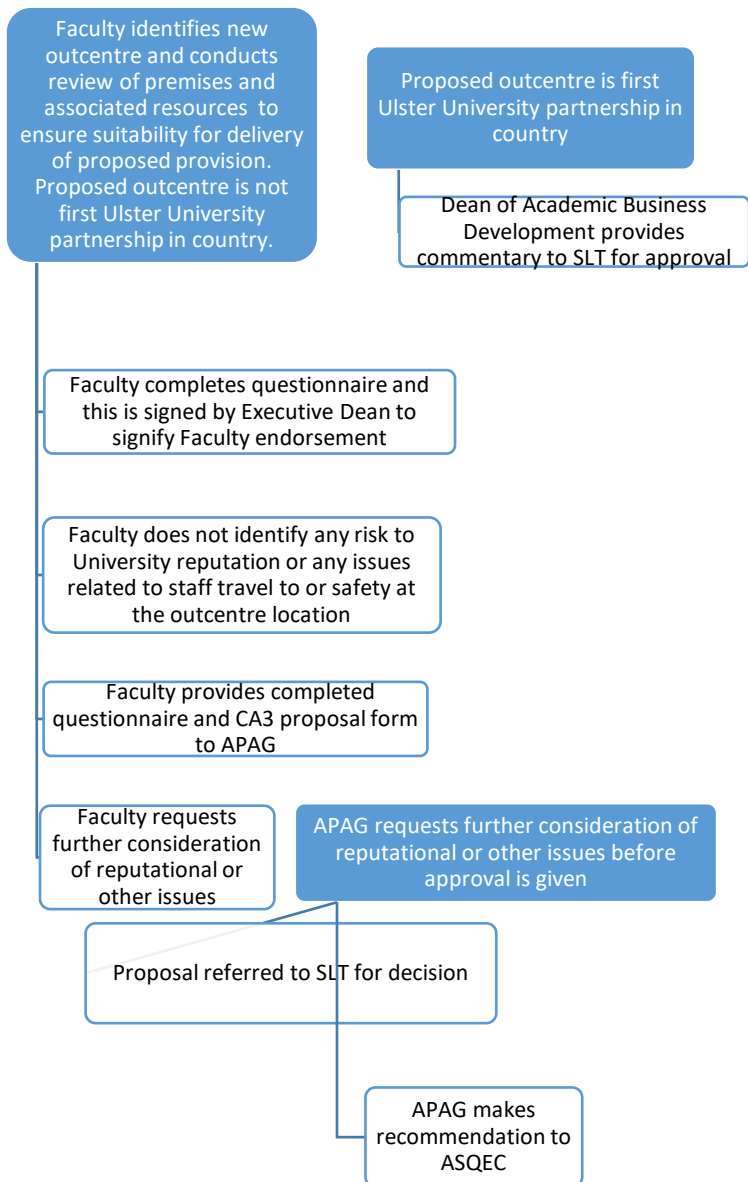 Faculty identifies new
outcentre and conducts
review of premises and
associated resources to
ensure suitability for delivery
of proposed provision.
Proposed outcentre is not
first Ulster University
partnership in country.
Proposed outcentre is first
Ulster University partnership in
country
Dean of Academic Business
Development provides
commentary to SLT for approval
Faculty completes questionnaire and
this is signed by Executive Dean to
signify Faculty endorsement
Faculty does not identify any risk to
University reputation or any issues
related to staff travel to or safety at
the outcentre location
Faculty provides completed
questionnaire and CA3 proposal form
to APAG
Faculty requests
further consideration
of reputational or
other issues
APAG requests further consideration of
reputational or other issues before
approval is given
Proposal referred to SLT for decision
APAG makes
recommendation to
ASQEC